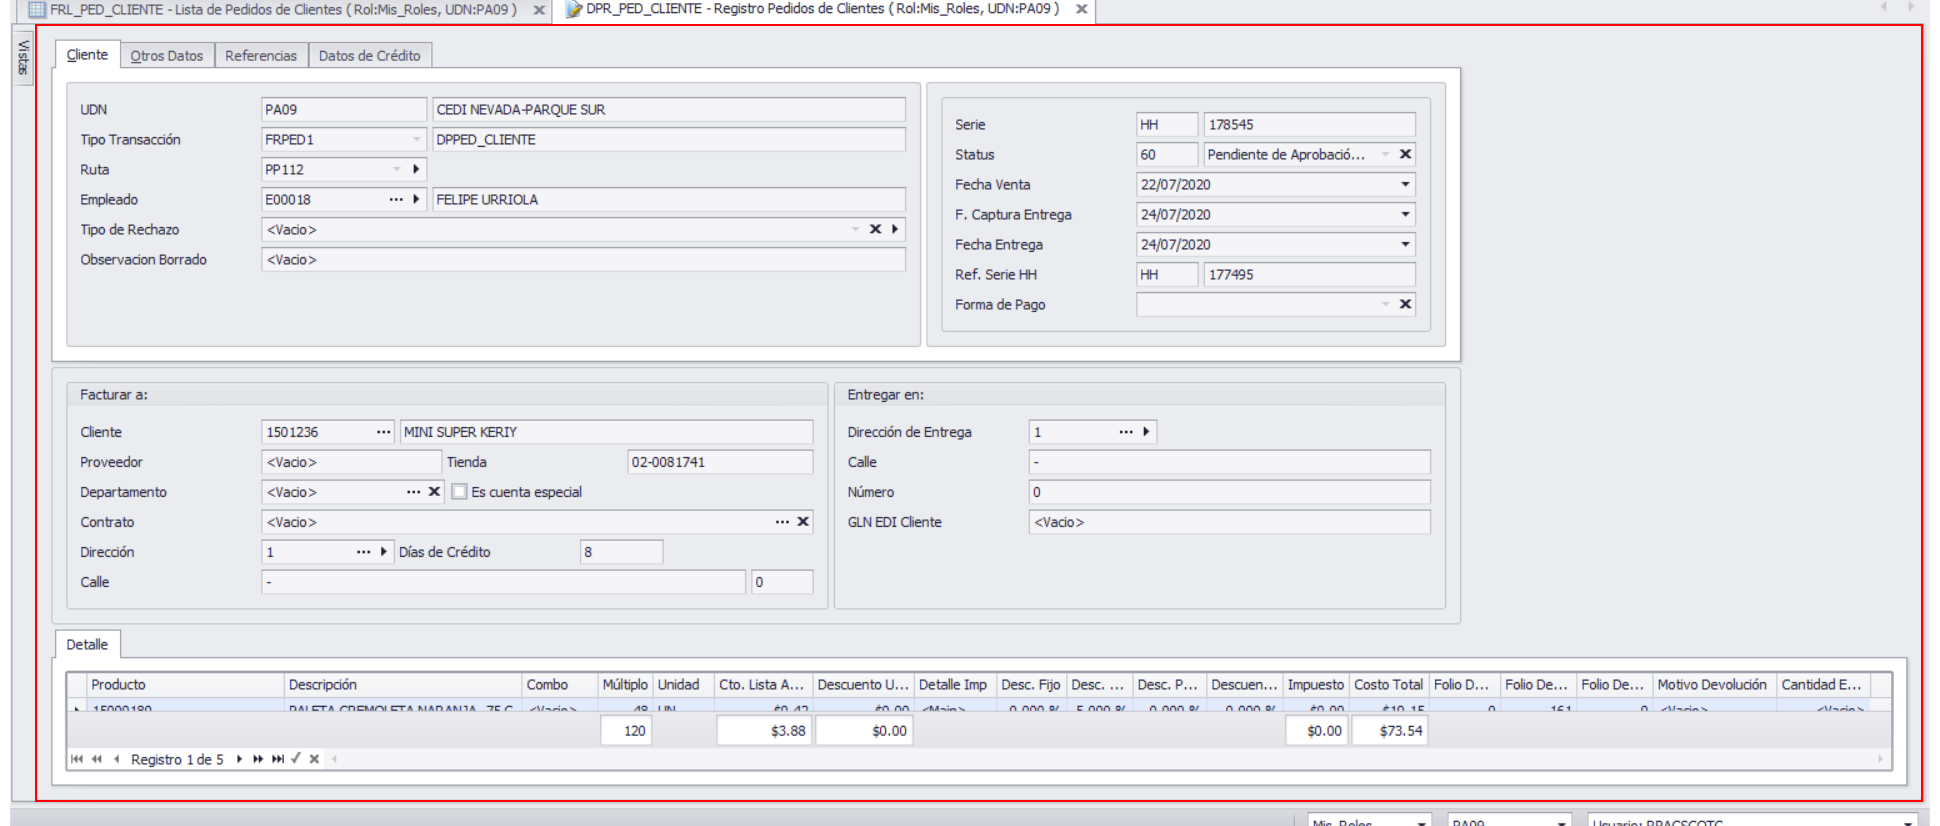 FRL_PED_CLIENTE - Lista de Pedidos de Clientes ( Rol:Mis_Roles, UDN:PA09 )
DPR_PED_CLIENTE - Registro Pedidos de Clientes ( Rol:Mis_Roles, UDN:PA09 )
Vistas
Cliente Otros Datos Referencias Datos de Crédito
UDN PA09 CEDI NEVADA-PARQUE SUR
Tipo Transacción FRPED1 DPPED_CLIENTE
Ruta PP112
Empleado E00018 ... FELIPE URRIOLA
Tipo de Rechazo <Vacio>
Observacion Borrado <Vacio>
Serie HH 178545
Status 60 Pendiente de Aprobació...
Fecha Venta 22/07/2020
F. Captura Entrega 24/07/2020
Fecha Entrega 24/07/2020
Ref. Serie HH HH 177495
Forma de Pago
Facturar a:
Cliente 1501236 ... MINI SUPER KERIY
Proveedor <Vacio> Tienda 02-0081741
Departamento <Vacio> ... Es cuenta especial
Contrato <Vacio> ...
Dirección 1 ... Días de Crédito 8
Calle - 0
Entregar en:
Dirección de Entrega 1 ...
Calle -
Número 0
GLN EDI Cliente <Vacio>
Detalle
Producto Descripción Combo Múltiplo Unidad Cto. Lista A... Descuento U... Detalle Imp Desc. Fijo Desc. ... Desc. P... Descuen... Impuesto Costo Total Folio D... Folio De... Folio De... Motivo Devolución Cantidad E...
15000180 PALETA CREMOLETA NARANJA 75 G <Vacio> 48 UN $0.42 $0.00 <Main> 0.000 % 5.000 % 0.000 % 0.000 % $0.00 $19.15 0 161 0 <Vacio> <Vacio>
120 $3.88 $0.00 $0.00 $73.54
Registro 1 de 5
Mis_Roles PA09 Usuario: